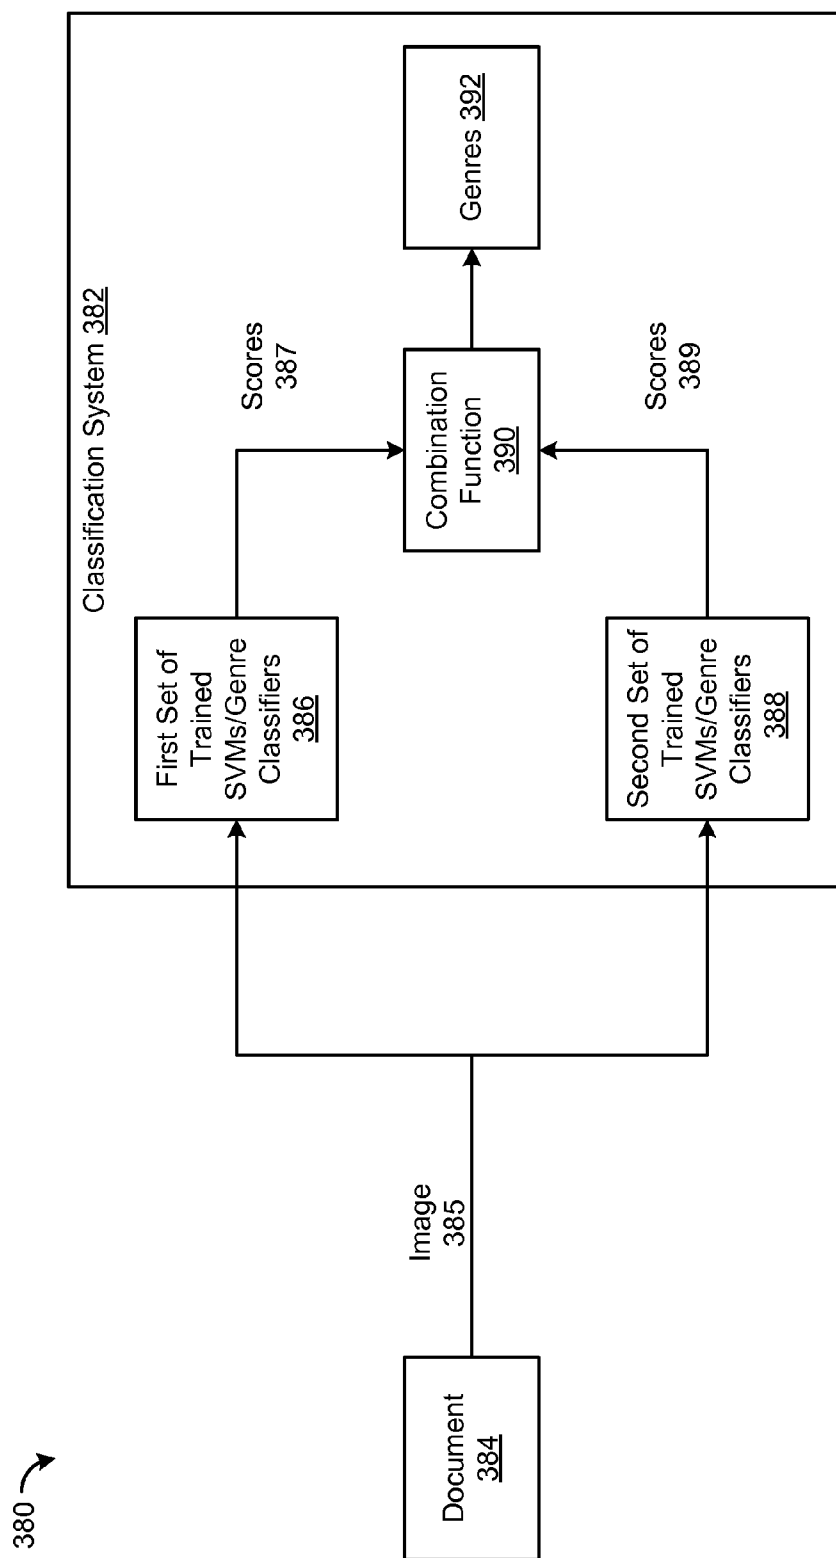 380
Document
384
Image
385
Classification System 382
First Set of
Trained
SVMs/Genre
Classifiers
386
Second Set of
Trained
SVMs/Genre
Classifiers
388
Scores
387
Scores
389
Combination
Function
390
Genres 392